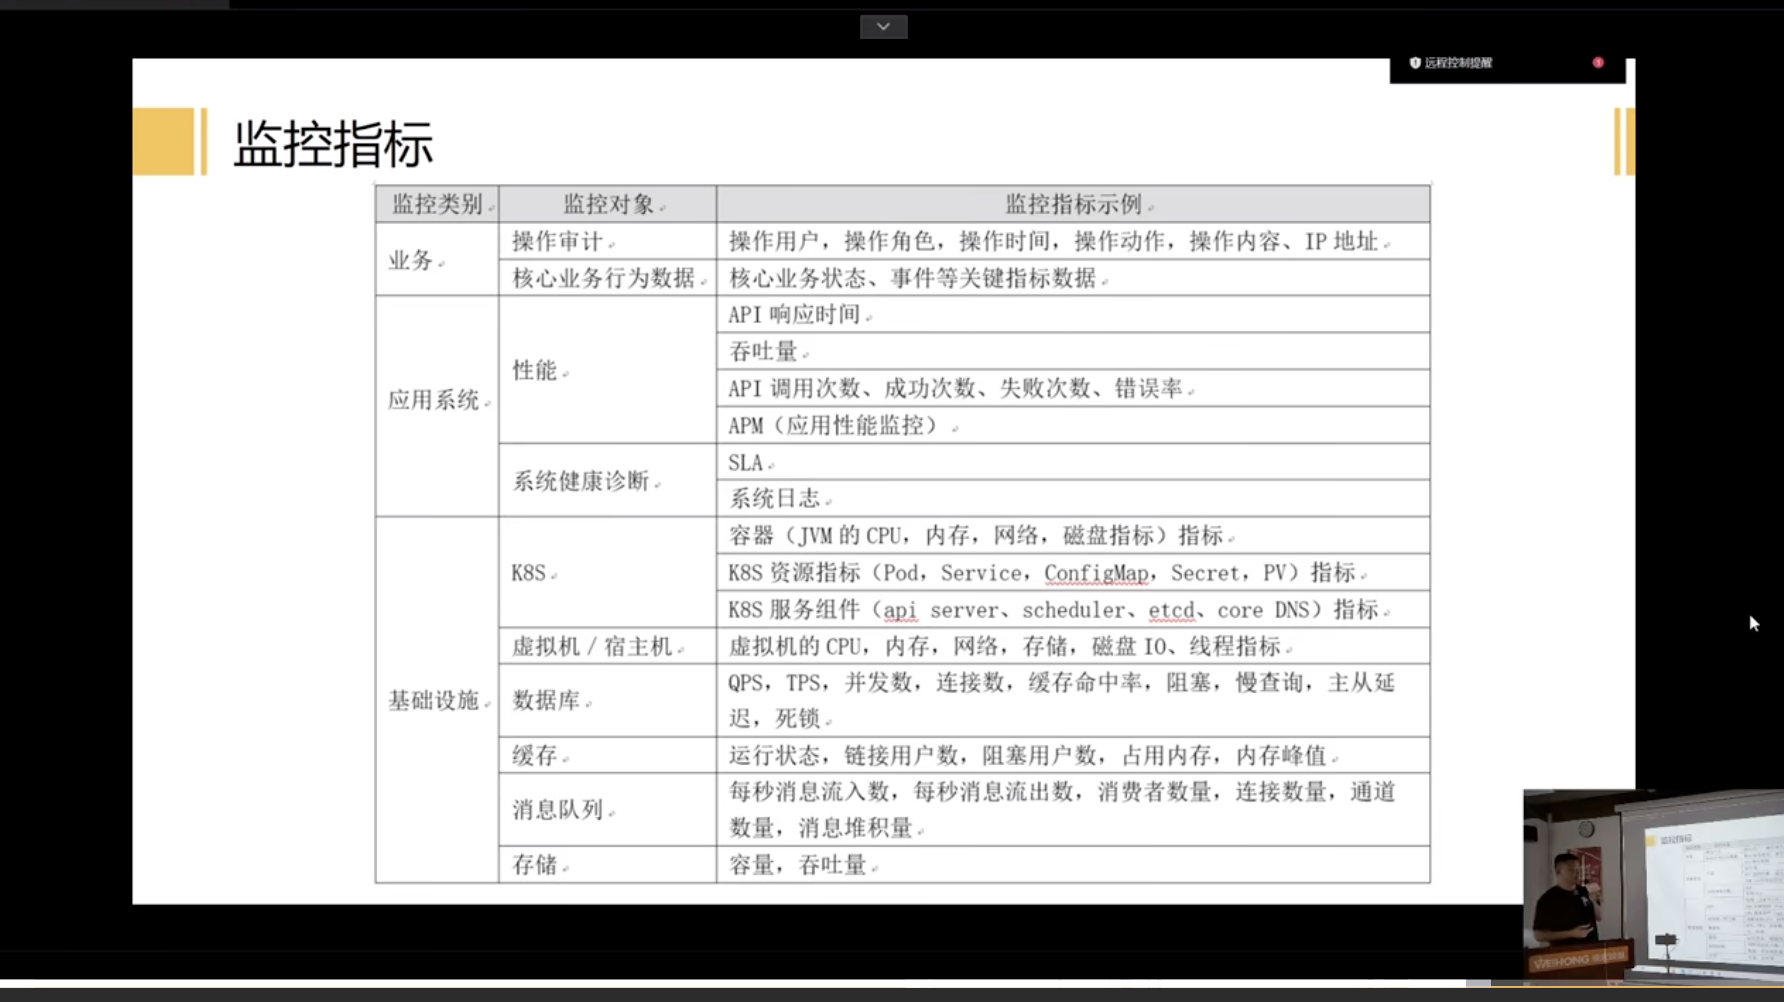 远程控制提醒
监控指标
监控类别 监控对象 监控指标示例
业务 操作审计 操作用户，操作角色，操作时间，操作动作，操作内容、IP 地址
核心业务行为数据 核心业务状态、事件等关键指标数据
应用系统 性能 API 响应时间
吞吐量
API 调用次数、成功次数、失败次数、错误率
APM（应用性能监控）
系统健康诊断 SLA
系统日志
基础设施 K8S 容器（JVM 的 CPU，内存，网络，磁盘指标）指标
K8S 资源指标（Pod，Service，ConfigMap，Secret，PV）指标
K8S 服务组件（api server、scheduler、etcd、core DNS）指标
虚拟机 / 宿主机 虚拟机的 CPU，内存，网络，存储，磁盘 IO、线程指标
数据库 QPS，TPS，并发数，连接数，缓存命中率，阻塞，慢查询，主从延
迟，死锁
缓存 运行状态，链接用户数，阻塞用户数，占用内存，内存峰值
消息队列 每秒消息流入数，每秒消息流出数，消费者数量，连接数量，通道
数量，消息堆积量
存储 容量，吞吐量
监控指标
WEIHONG